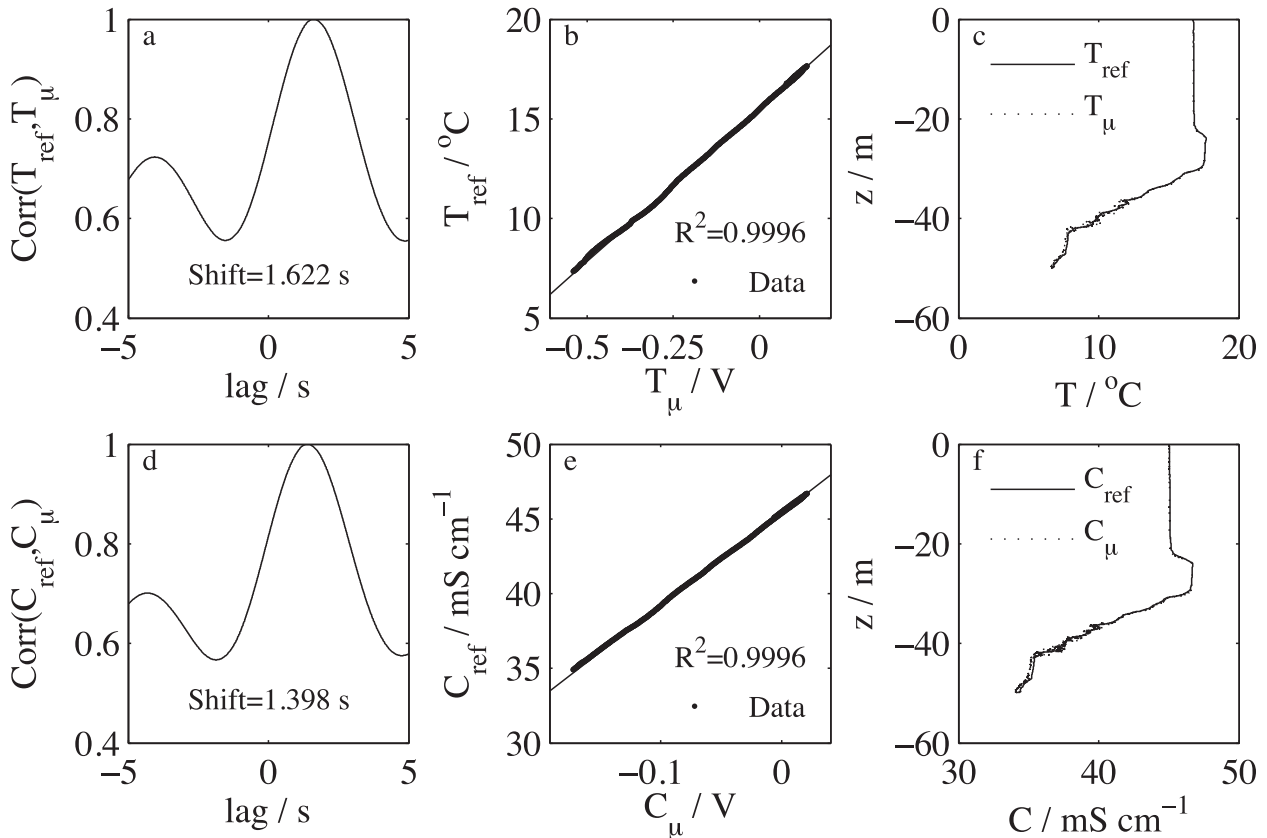 a
Corr(T_ref,T_μ)
1
0.8
0.6
0.4
Shift=1.622 s
−5
0
5
lag / s
b
T_ref / °C
20
15
10
5
R²=0.9996
Data
−0.5
−0.25
0
T_μ / V
c
z / m
0
−20
−40
−60
T_ref
T_μ
0
10
20
T / °C
d
Corr(C_ref,C_μ)
1
0.8
0.6
0.4
Shift=1.398 s
−5
0
5
lag / s
e
C_ref / mS cm⁻¹
50
45
40
35
30
R²=0.9996
Data
−0.1
0
C_μ / V
f
z / m
0
−20
−40
−60
C_ref
C_μ
30
40
50
C / mS cm⁻¹